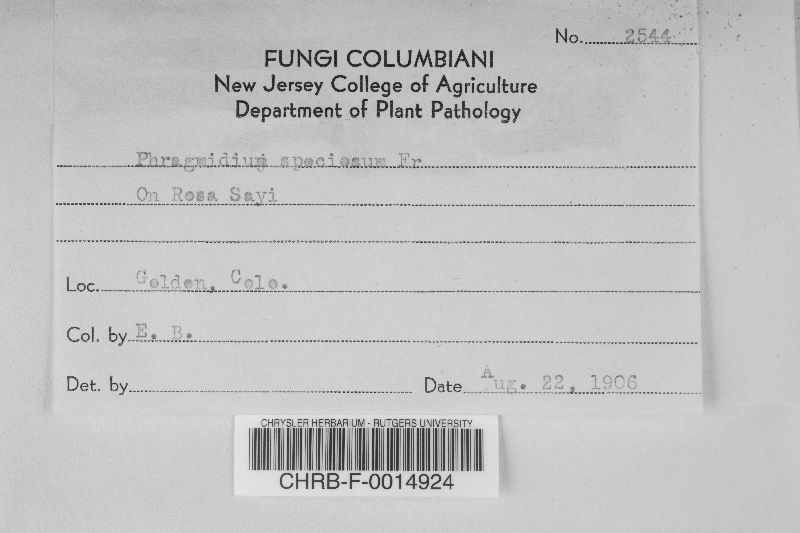 No. 2544
FUNGI COLUMBIANI
New Jersey College of Agriculture
Department of Plant Pathology
Phragmidium speciosum Fr
On Rosa Sayi
Loc. Golden, Colo.
Col. by E. B.
Det. by
Date Aug. 22, 1906
CHRYSLER HERBARIUM - RUTGERS UNIVERSITY
CHRB-F-0014924